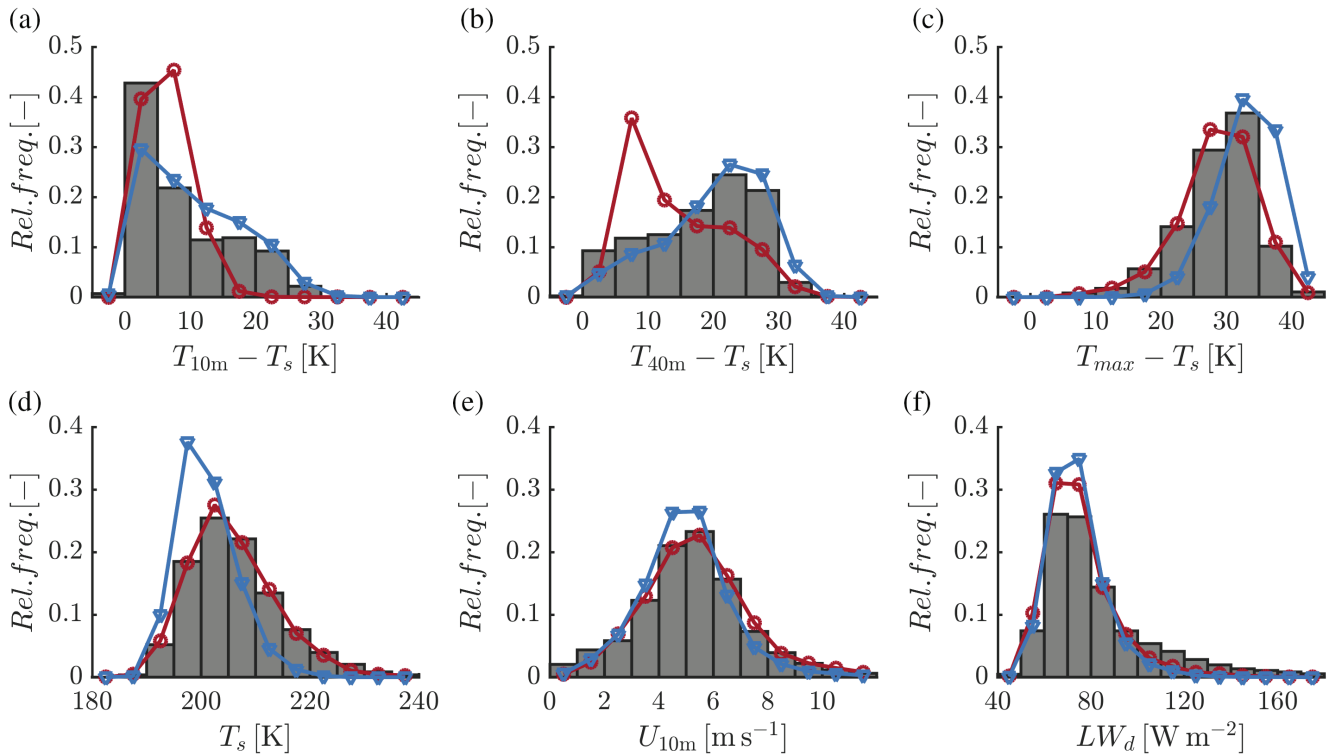 (a)
0.5
0.4
0.3
0.2
0.1
0
Rel.freq.[−]
0 10 20 30 40
T10m − Ts [K]
(b)
0.5
0.4
0.3
0.2
0.1
0
Rel.freq.[−]
0 10 20 30 40
T40m − Ts [K]
(c)
0.5
0.4
0.3
0.2
0.1
0
Rel.freq.[−]
0 10 20 30 40
Tmax − Ts [K]
(d)
0.4
0.3
0.2
0.1
0
Rel.freq.[−]
180 200 220 240
Ts [K]
(e)
0.4
0.3
0.2
0.1
0
Rel.freq.[−]
0 2 4 6 8 10
U10m [m s−1]
(f)
0.4
0.3
0.2
0.1
0
Rel.freq.[−]
40 80 120 160
LWd [W m−2]